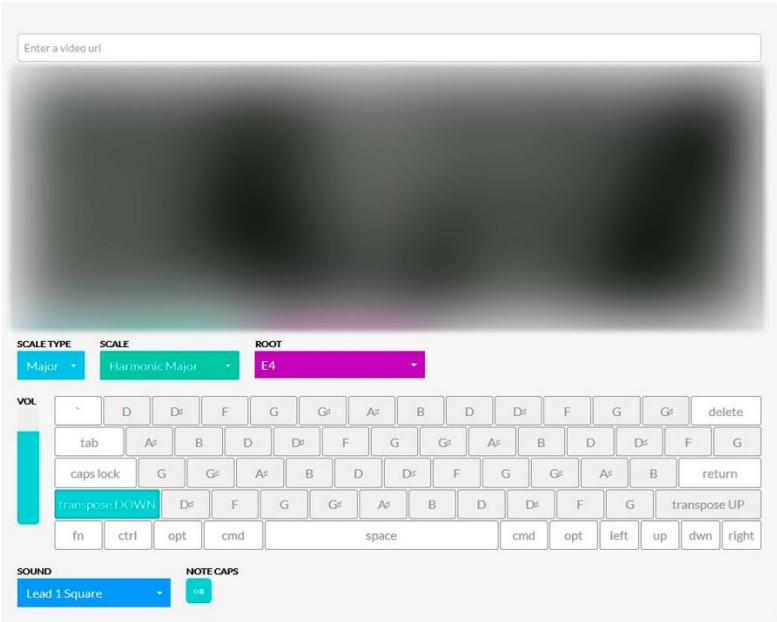 Enter a video url
SCALE TYPE SCALE ROOT
Major Harmonic Major E4
VOL
` D D♯ F G G♯ A♯ B D D♯ F G G♯ delete
tab A♯ B D D♯ F G G♯ A♯ B D D♯ F G
caps lock G G♯ A♯ B D D♯ F G G♯ A♯ B return
transpose DOWN D♯ F G G♯ A♯ B D D♯ F G transpose UP
fn ctrl opt cmd space cmd opt left up dwn right
SOUND NOTE CAPS
Lead 1 Square on